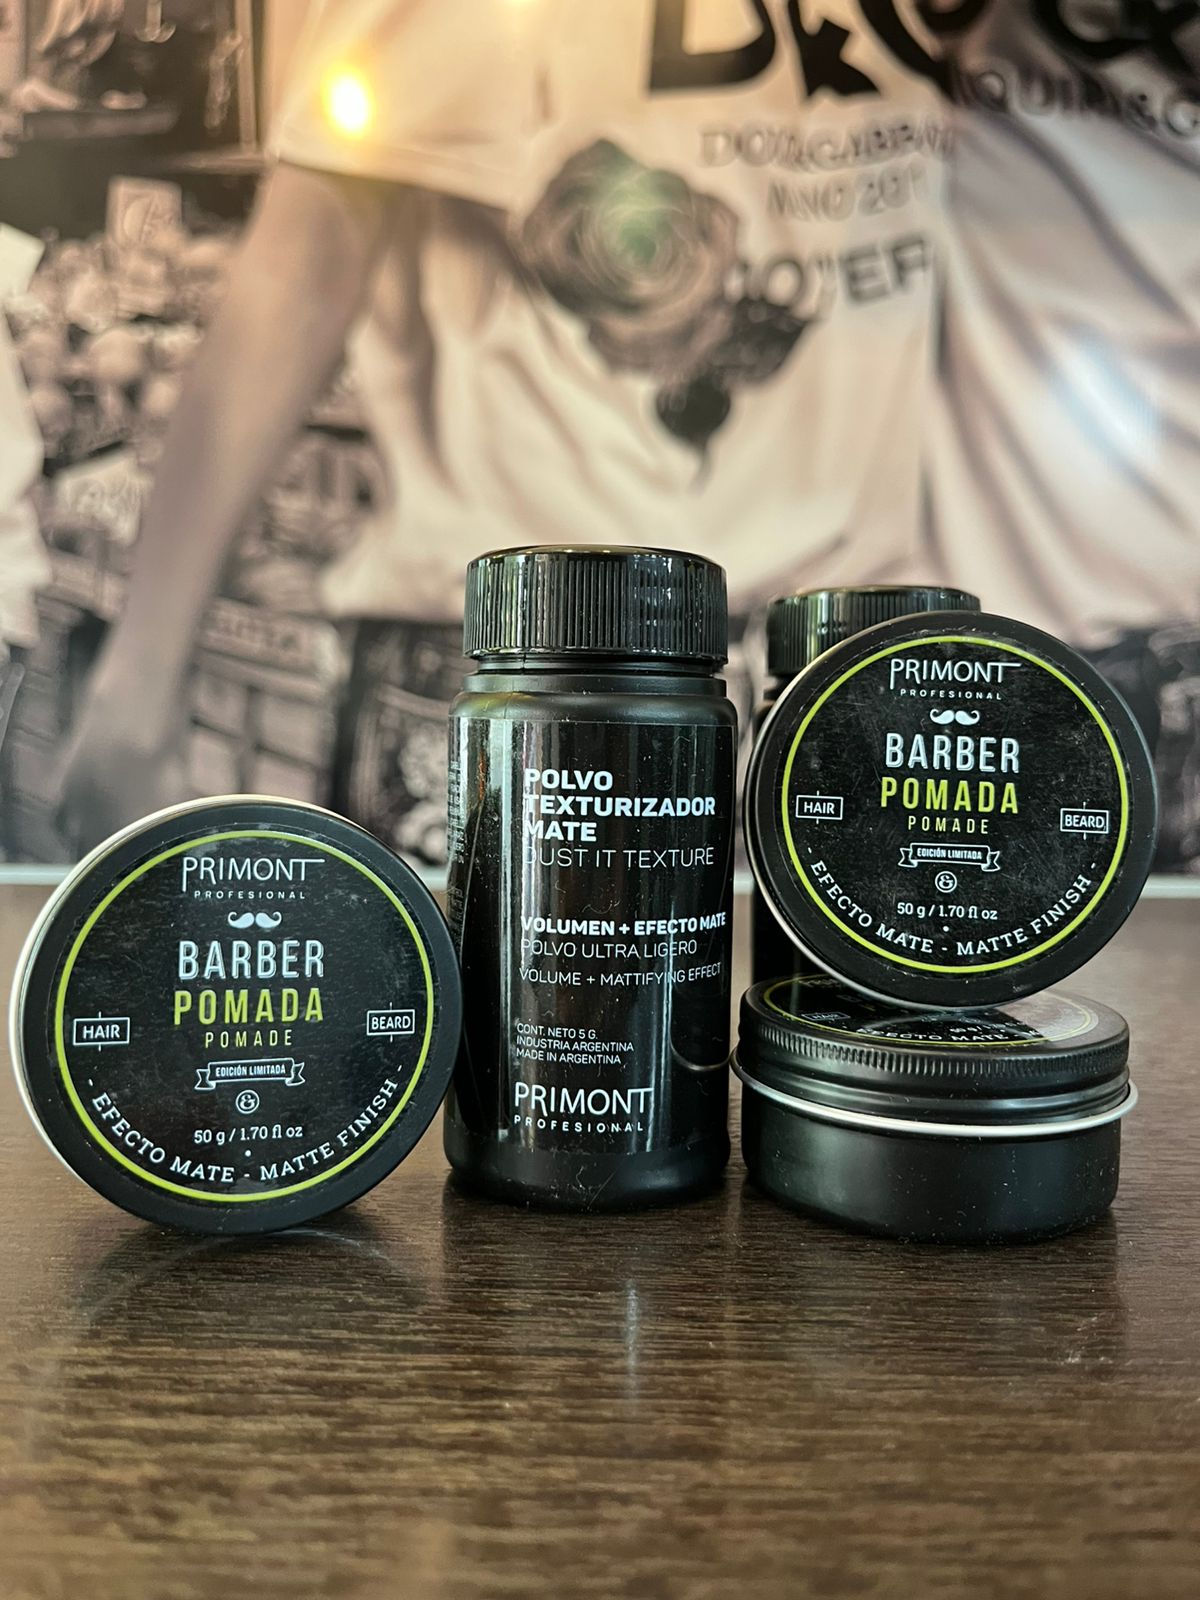 PRIMONT
PROFESIONAL
BARBER
POMADA
POMADE
HAIR
BEARD
EDICIÓN LIMITADA
&
50 g / 1.70 fl oz
- EFECTO MATE - MATTE FINISH -
POLVO
TEXTURIZADOR
MATE
DUST IT TEXTURE
VOLUMEN + EFECTO MATE
POLVO ULTRA LIGERO
VOLUME + MATTIFYING EFFECT
CONT. NETO 5 G.
INDUSTRIA ARGENTINA
MADE IN ARGENTINA
PRIMONT
PROFESIONAL
PRIMONT
PROFESIONAL
BARBER
POMADA
POMADE
HAIR
BEARD
EDICIÓN LIMITADA
&
50 g / 1.70 fl oz
- EFECTO MATE - MATTE FINISH -